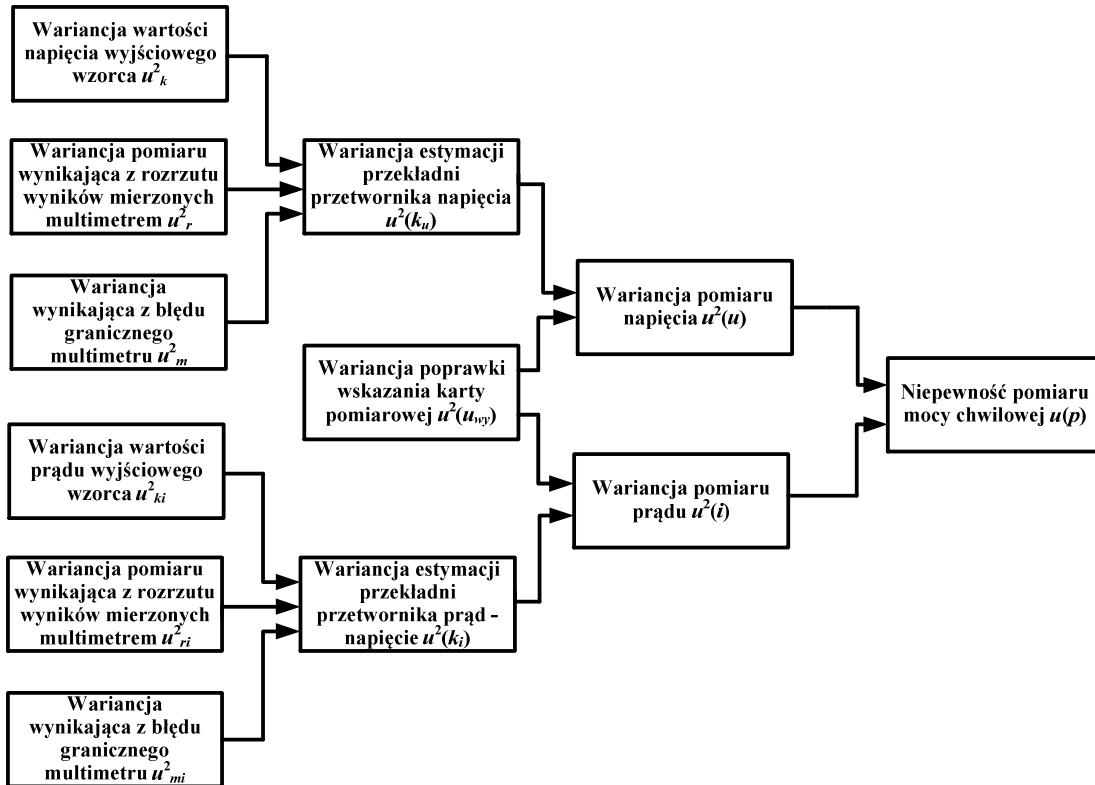 Wariancja wartości
napięcia wyjściowego
wzorca u²ₖ
Wariancja pomiaru
wynikająca z rozrzutu
wyników mierzonych
multimetrem u²ᵣ
Wariancja
wynikająca z błędu
granicznego
multimetru u²ₘ
Wariancja wartości
prądu wyjściowego
wzorca u²ₖᵢ
Wariancja pomiaru
wynikająca z rozrzutu
wyników mierzonych
multimetrem u²ᵣᵢ
Wariancja
wynikająca z błędu
granicznego
multimetru u²ₘᵢ
Wariancja estymacji
przekładni
przetwornika napięcia
u²(kᵤ)
Wariancja poprawki
wskazania karty
pomiarowej u²(u_wy)
Wariancja estymacji
przekładni
przetwornika prąd -
napięcie u²(kᵢ)
Wariancja pomiaru
napięcia u²(u)
Wariancja pomiaru
prądu u²(i)
Niepewność pomiaru
mocy chwilowej u(p)